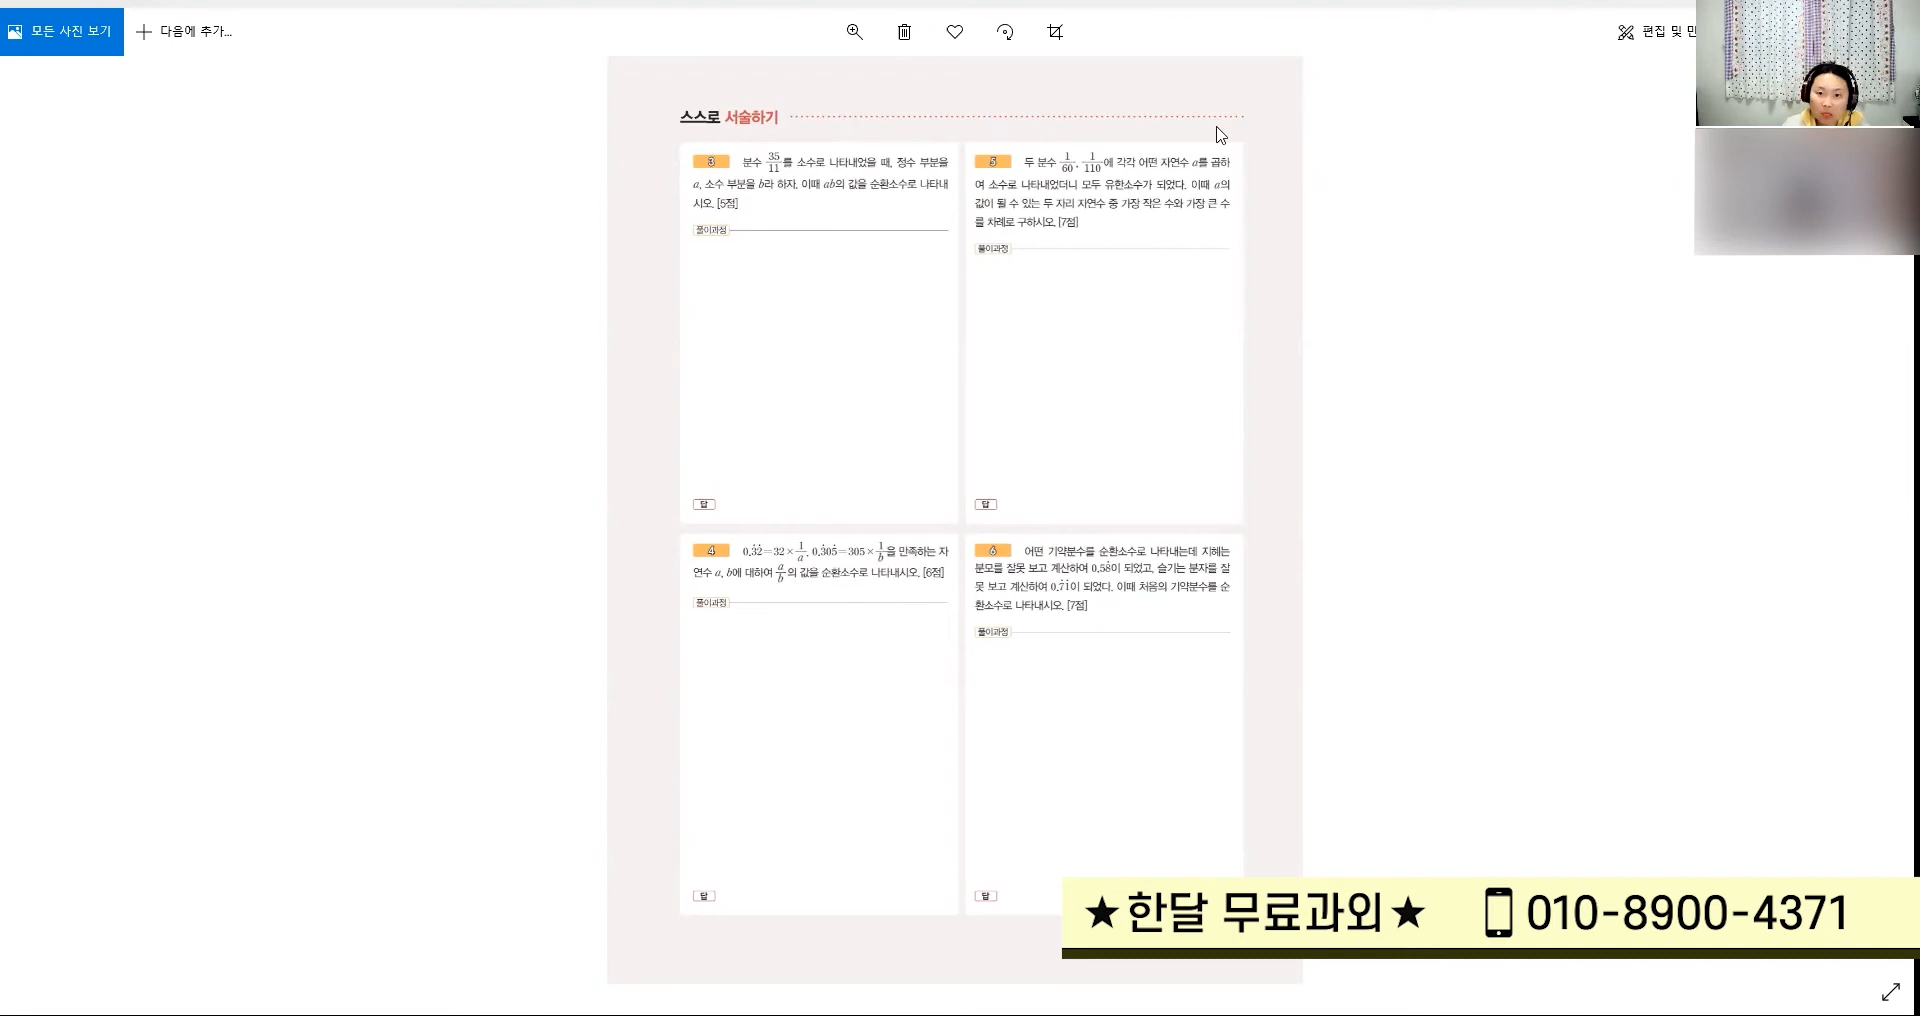 모든 사진 보기
다음에 추가...
편집 및 만
스스로 서술하기
3 분수 35/11를 소수로 나타내었을 때, 정수 부분을
a, 소수 부분을 b라 하자. 이때 ab의 값을 순환소수로 나타내
시오. [5점]
풀이과정
답
5 두 분수 1/60, 1/110에 각각 어떤 자연수 a를 곱하
여 소수로 나타내었더니 모두 유한소수가 되었다. 이때 a의
값이 될 수 있는 두 자리 자연수 중 가장 작은 수와 가장 큰 수
를 차례로 구하시오. [7점]
풀이과정
답
4 0.3̇2̇=32×1/a, 0.3̇05̇=305×1/b을 만족하는 자
연수 a, b에 대하여 a/b의 값을 순환소수로 나타내시오. [6점]
풀이과정
답
6 어떤 기약분수를 순환소수로 나타내는데 지혜는
분모를 잘못 보고 계산하여 0.58̇이 되었고, 슬기는 분자를 잘
못 보고 계산하여 0.7̇1̇이 되었다. 이때 처음의 기약분수를 순
환소수로 나타내시오. [7점]
풀이과정
답
★한달 무료과외★ 010-8900-4371